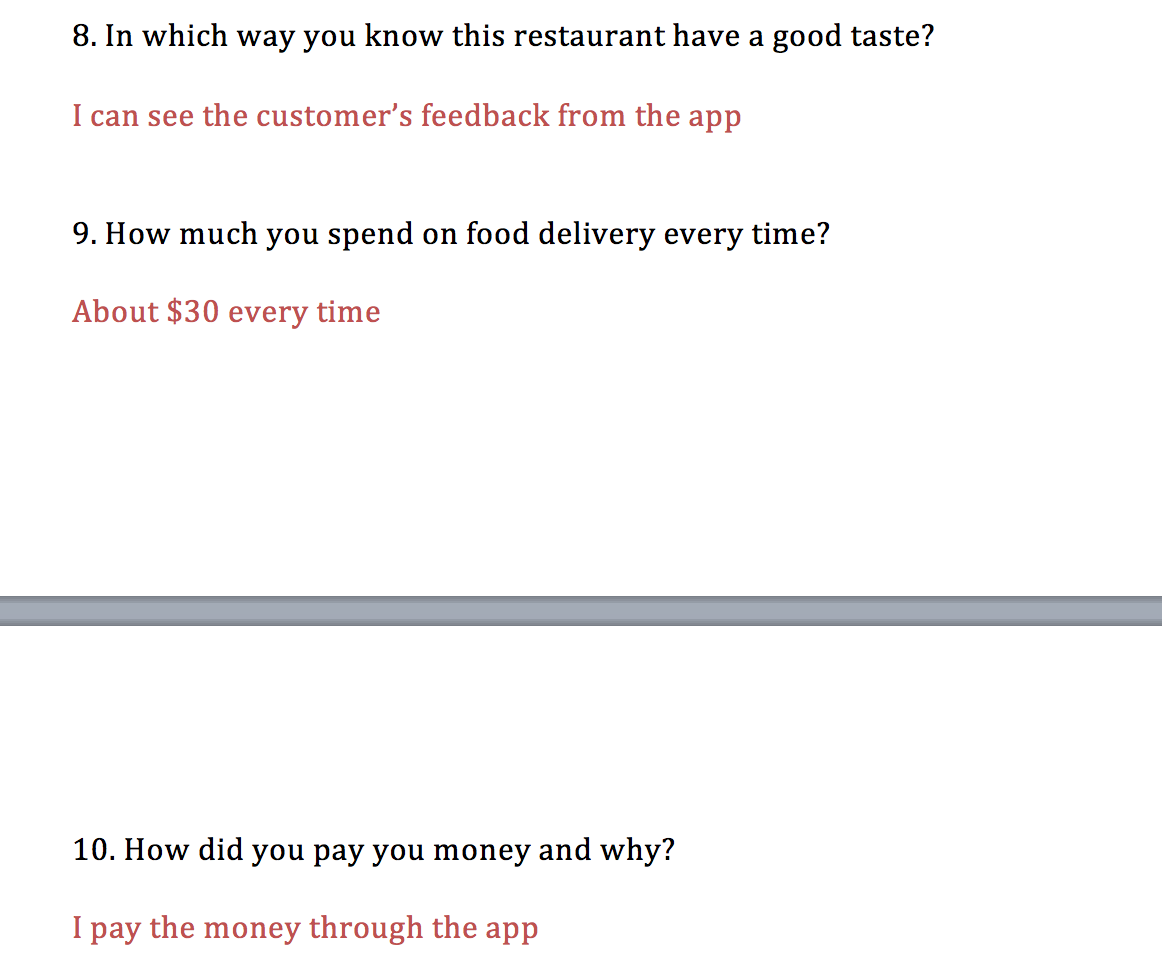 8. In which way you know this restaurant have a good taste?
I can see the customer’s feedback from the app
9. How much you spend on food delivery every time?
About $30 every time
10. How did you pay you money and why?
I pay the money through the app